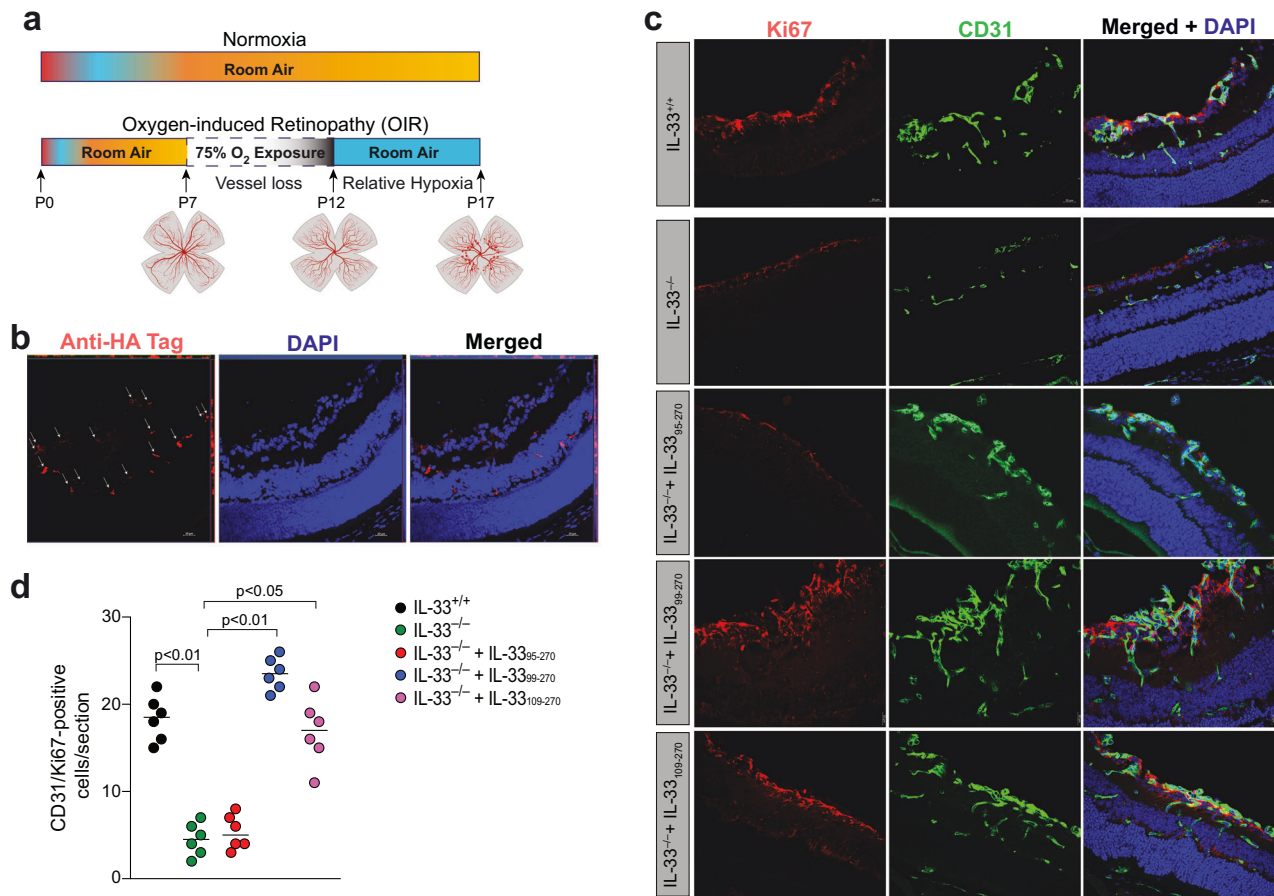 a
Normoxia
Room Air
Oxygen-induced Retinopathy (OIR)
Room Air 75% O2 Exposure Room Air
Vessel loss Relative Hypoxia
P0 P7 P12 P17
b
Anti-HA Tag DAPI Merged
c
Ki67 CD31 Merged + DAPI
IL-33+/+
IL-33−/−
IL-33−/−+ IL-3395-270
IL-33−/−+ IL-3399-270
IL-33−/−+ IL-33109-270
d
CD31/Ki67-positive
cells/section
30
20
10
0
p<0.05
p<0.01
p<0.01
IL-33+/+
IL-33−/−
IL-33−/− + IL-3395-270
IL-33−/− + IL-3399-270
IL-33−/− + IL-33109-270